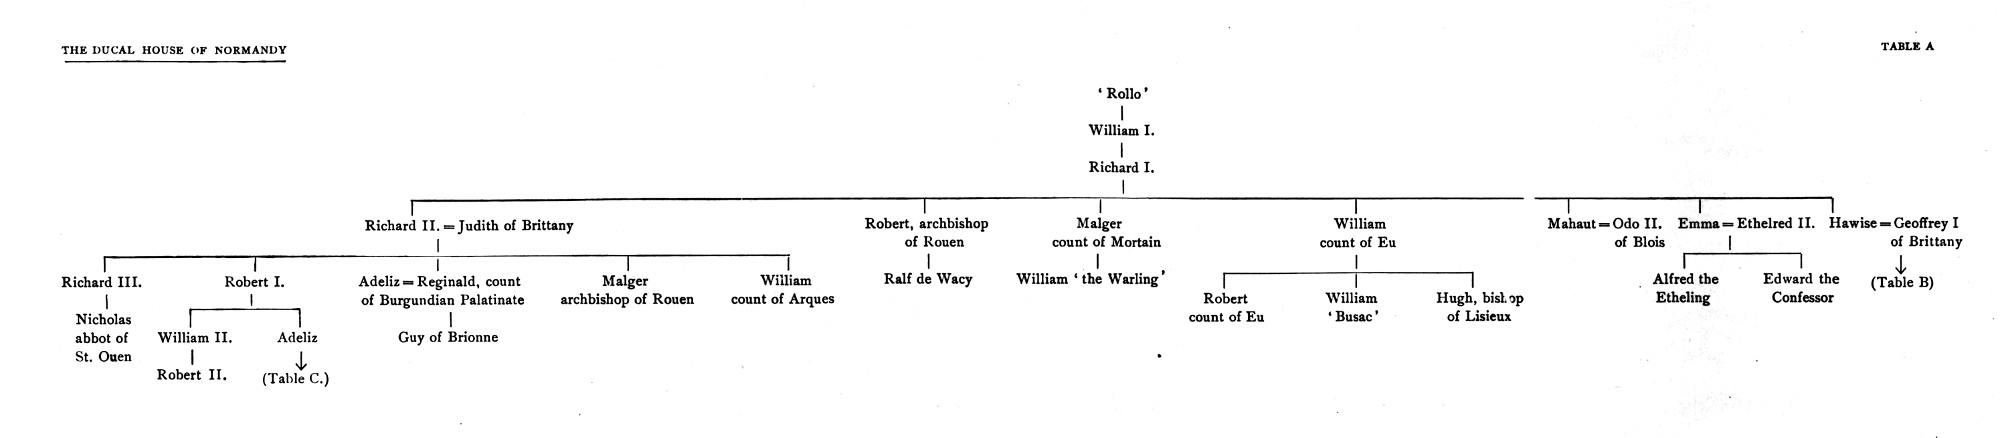 THE DUCAL HOUSE OF NORMANDY
TABLE A
‘ Rollo ’
William I.
Richard I.
Richard II. = Judith of Brittany
Robert, archbishop
of Rouen
Malger
count of Mortain
William
count of Eu
Mahaut = Odo II.
of Blois
Emma = Ethelred II.
Hawise = Geoffrey I
of Brittany
Richard III.
Robert I.
Adeliz = Reginald, count
of Burgundian Palatinate
Malger
archbishop of Rouen
William
count of Arques
Ralf de Wacy
William ‘ the Warling ’
Robert
count of Eu
William
‘ Busac ’
Hugh, bishop
of Lisieux
Alfred the
Etheling
Edward the
Confessor
(Table B)
Nicholas
abbot of
St. Ouen
William II.
Adeliz
Guy of Brionne
Robert II.
(Table C.)